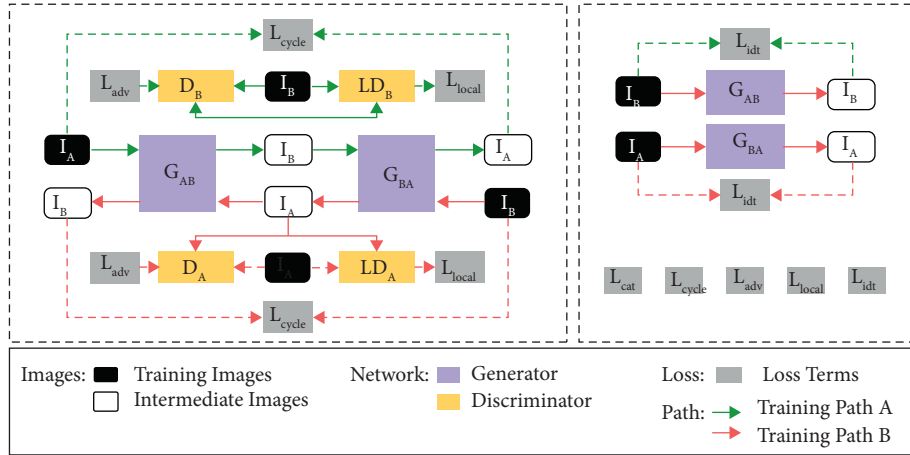 L_cycle
L_adv D_B I_B LD_B L_local
I_A G_AB I_B G_BA I_A
I_B I_A I_B
L_adv D_A I_A LD_A L_local
L_cycle
L_idt
I_B G_AB I_B
I_A G_BA I_A
L_idt
L_cat L_cycle L_adv L_local L_idt
Images: Training Images Network: Generator Loss: Loss Terms
Intermediate Images Discriminator Path: Training Path A
Training Path B